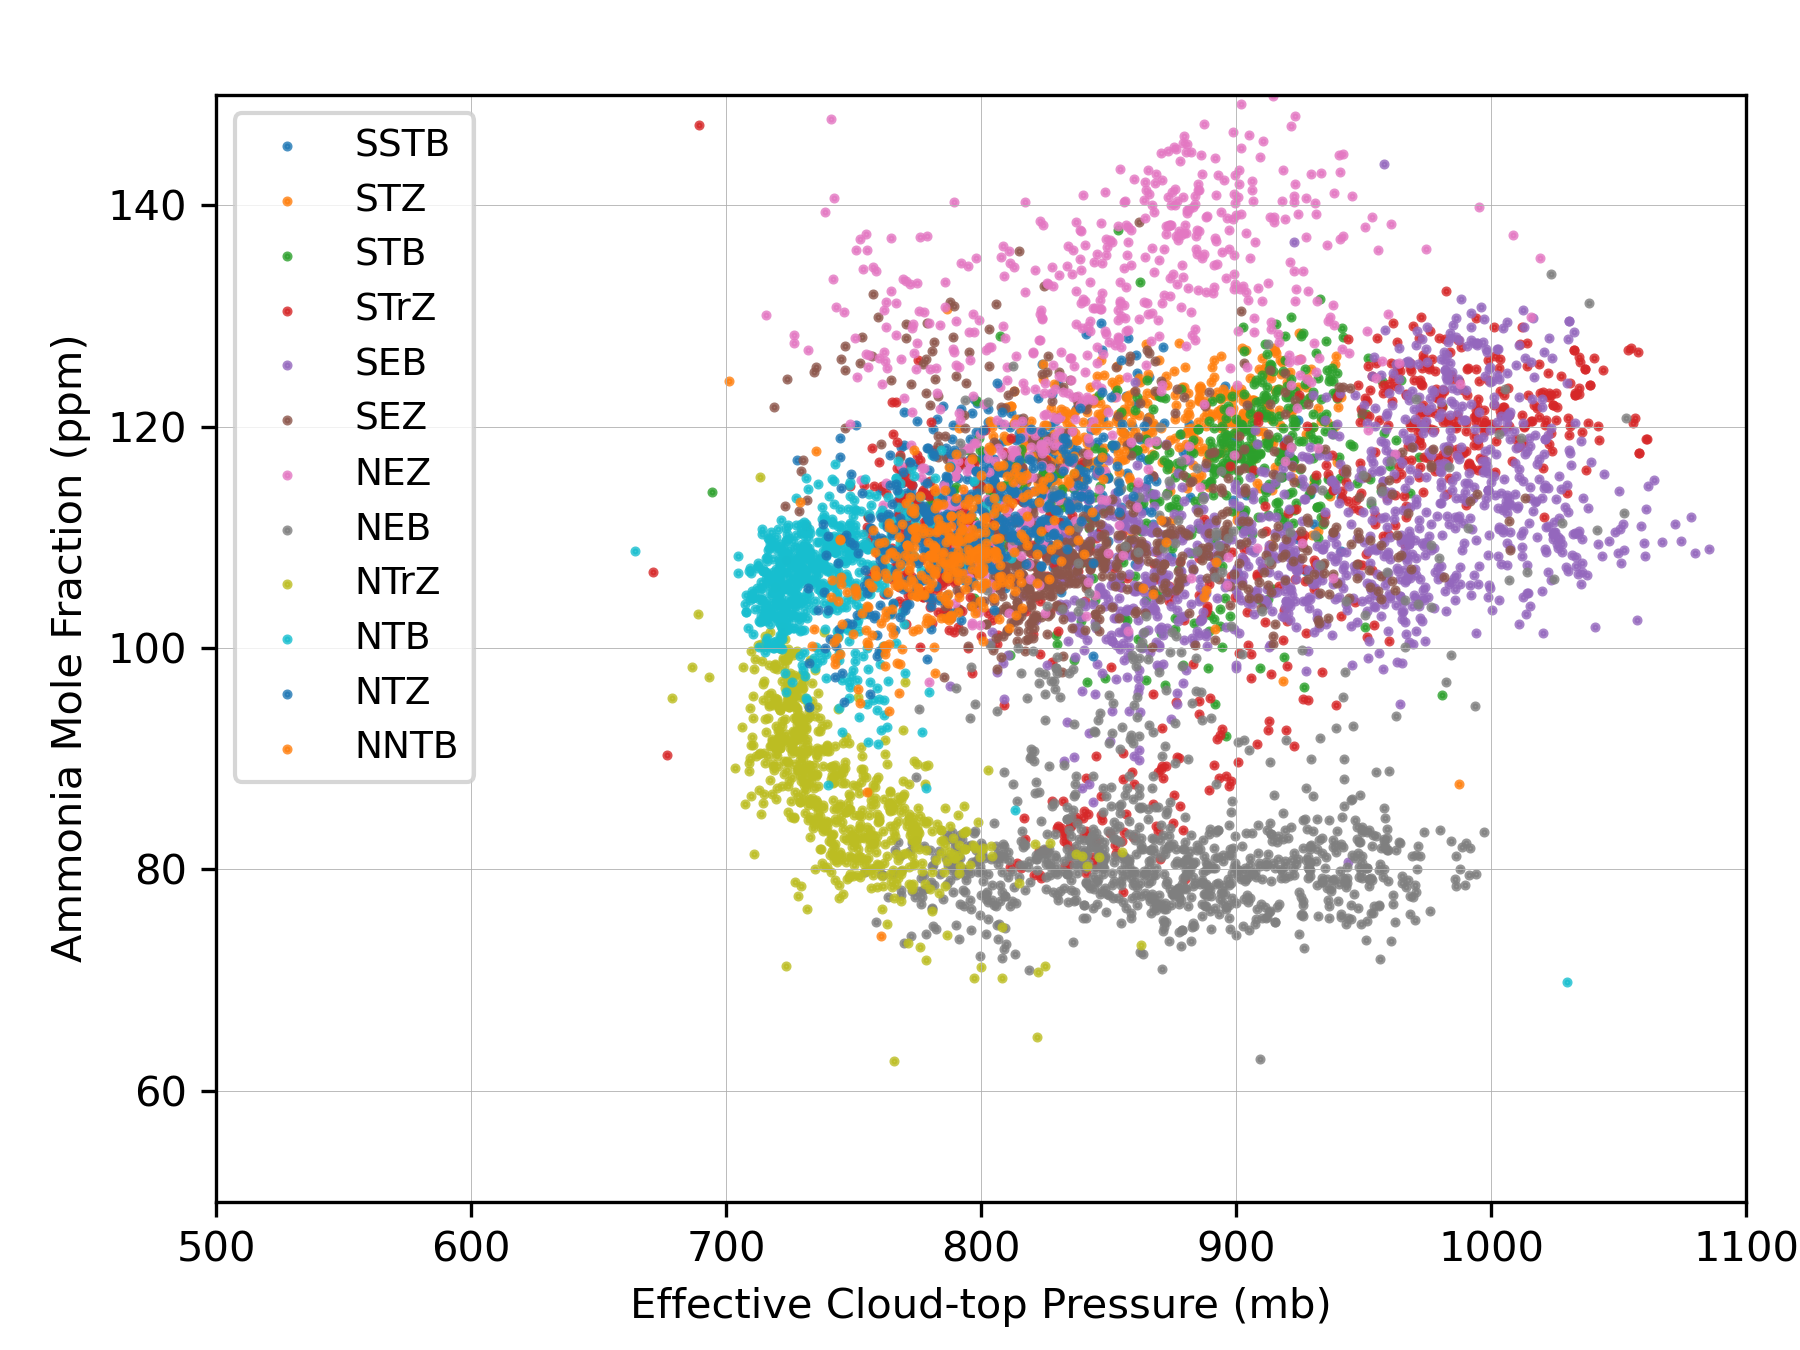 SSTB
STZ
STB
STrZ
SEB
SEZ
NEZ
NEB
NTrZ
NTB
NTZ
NNTB
140
120
100
80
60
Ammonia Mole Fraction (ppm)
500 600 700 800 900 1000 1100
Effective Cloud-top Pressure (mb)